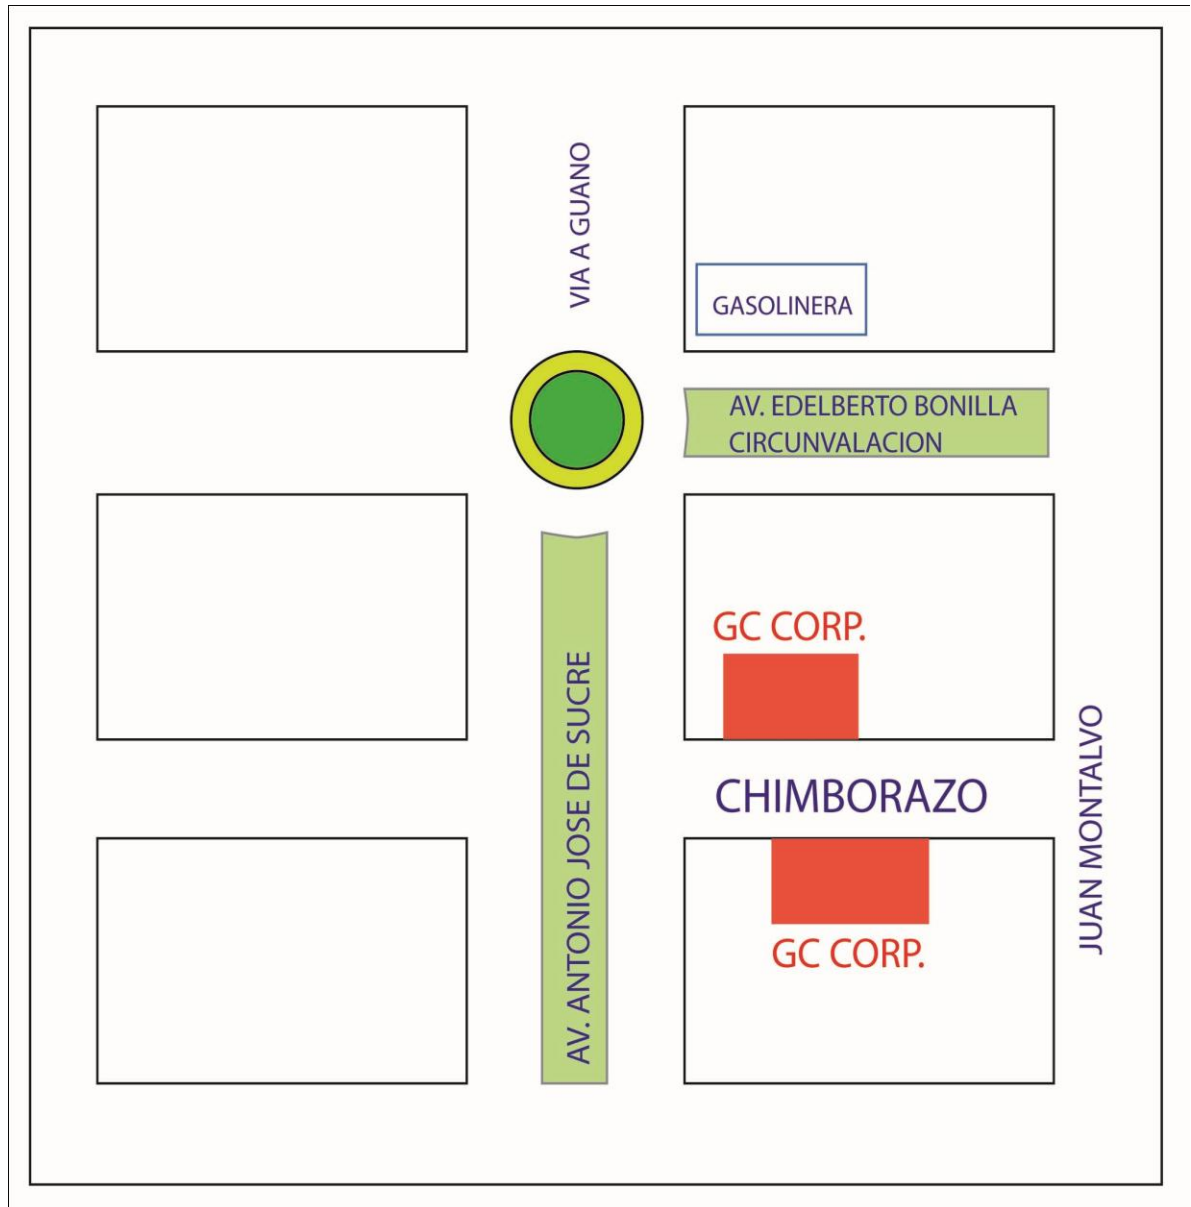 VIA A GUANO
GASOLINERA
AV. EDELBERTO BONILLA
CIRCUNVALACION
GC CORP.
AV. ANTONIO JOSE DE SUCRE
CHIMBORAZO
JUAN MONTALVO
GC CORP.